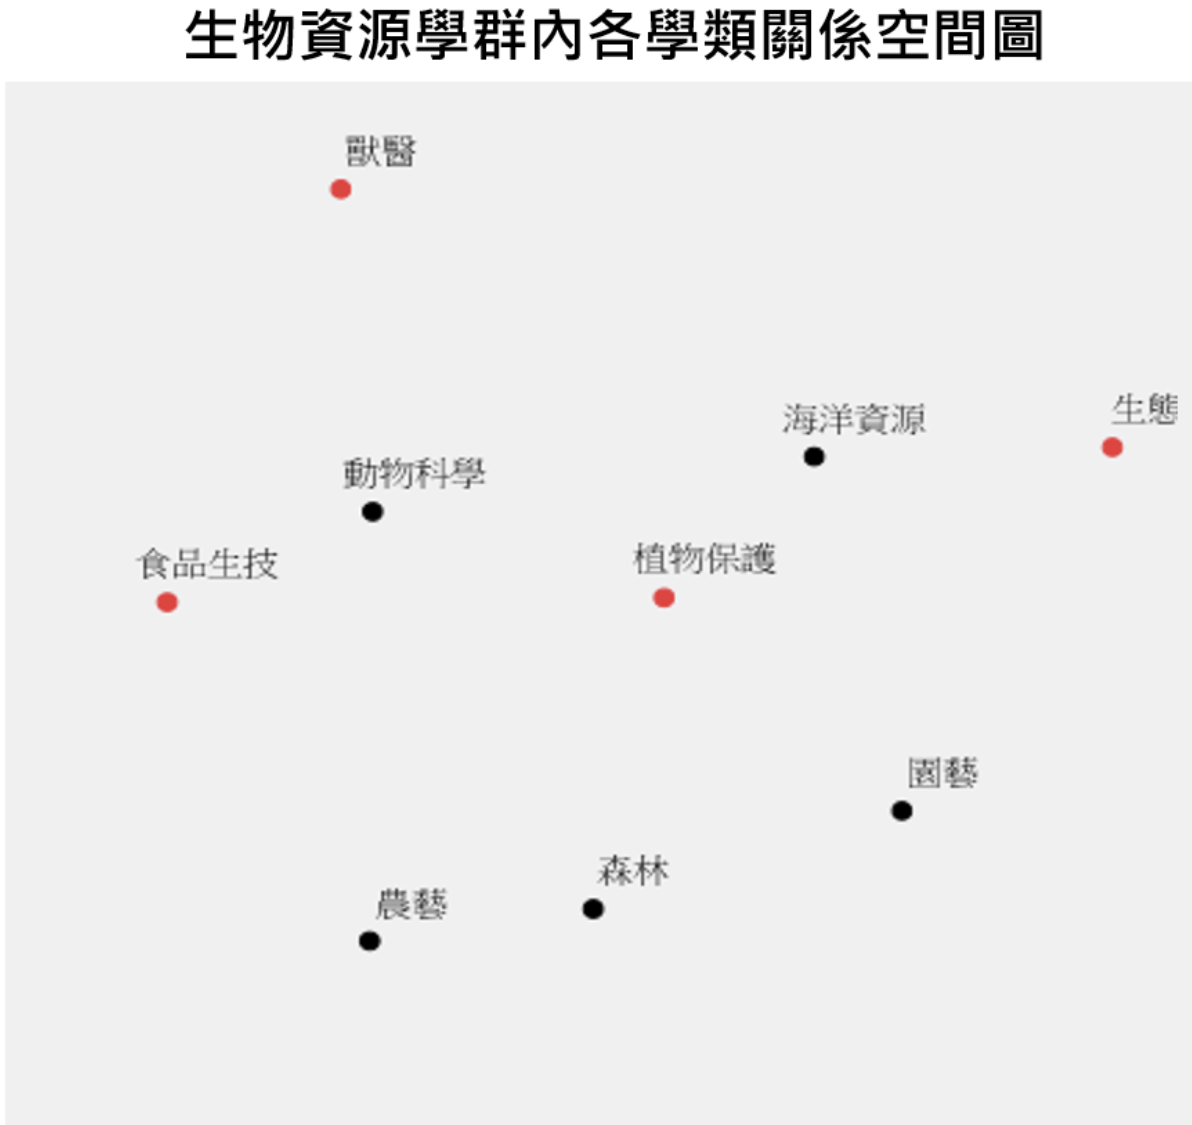 生物資源學群內各學類關係空間圖
獸醫
生態
海洋資源
動物科學
植物保護
食品生技
園藝
森林
農藝